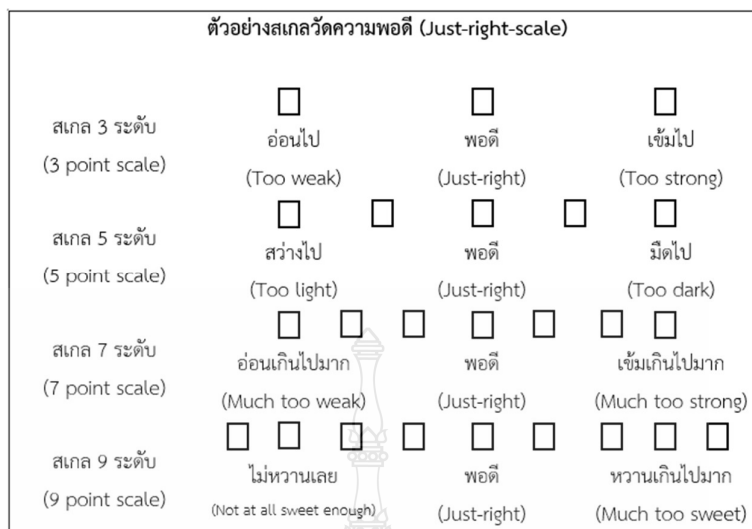 ตัวอย่างสเกลวัดความพอดี (Just-right-scale)
สเกล 3 ระดับ
(3 point scale)
อ่อนไป พอดี เข้มไป
(Too weak) (Just-right) (Too strong)
สเกล 5 ระดับ
(5 point scale)
สว่างไป พอดี มืดไป
(Too light) (Just-right) (Too dark)
สเกล 7 ระดับ
(7 point scale)
อ่อนเกินไปมาก พอดี เข้มเกินไปมาก
(Much too weak) (Just-right) (Much too strong)
สเกล 9 ระดับ
(9 point scale)
ไม่หวานเลย พอดี หวานเกินไปมาก
(Not at all sweet enough) (Just-right) (Much too sweet)